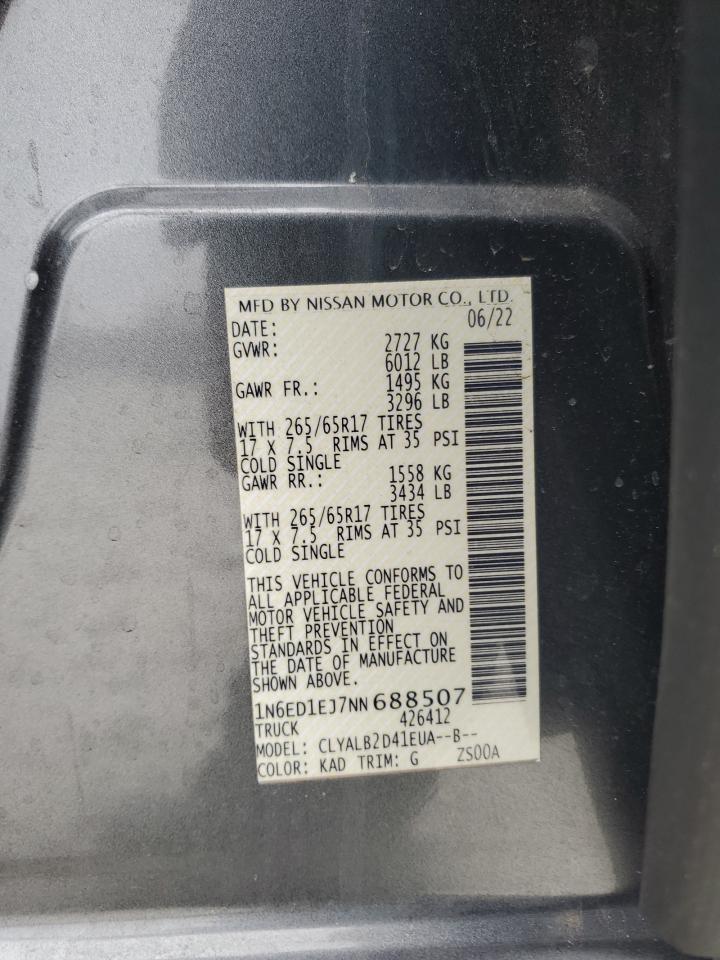 MFD BY NISSAN MOTOR CO., LTD.
DATE: 06/22
GVWR: 2727 KG
6012 LB
GAWR FR.: 1495 KG
3296 LB
WITH 265/65R17 TIRES
17 X 7.5 RIMS AT 35 PSI
COLD SINGLE
GAWR RR.: 1558 KG
3434 LB
WITH 265/65R17 TIRES
17 X 7.5 RIMS AT 35 PSI
COLD SINGLE
THIS VEHICLE CONFORMS TO
ALL APPLICABLE FEDERAL
MOTOR VEHICLE SAFETY AND
THEFT PREVENTION
STANDARDS IN EFFECT ON
THE DATE OF MANUFACTURE
SHOWN ABOVE.
1N6ED1EJ7NN688507
TRUCK 426412
MODEL: CLYALB2D41EUA--B--
COLOR: KAD TRIM: G ZS00A